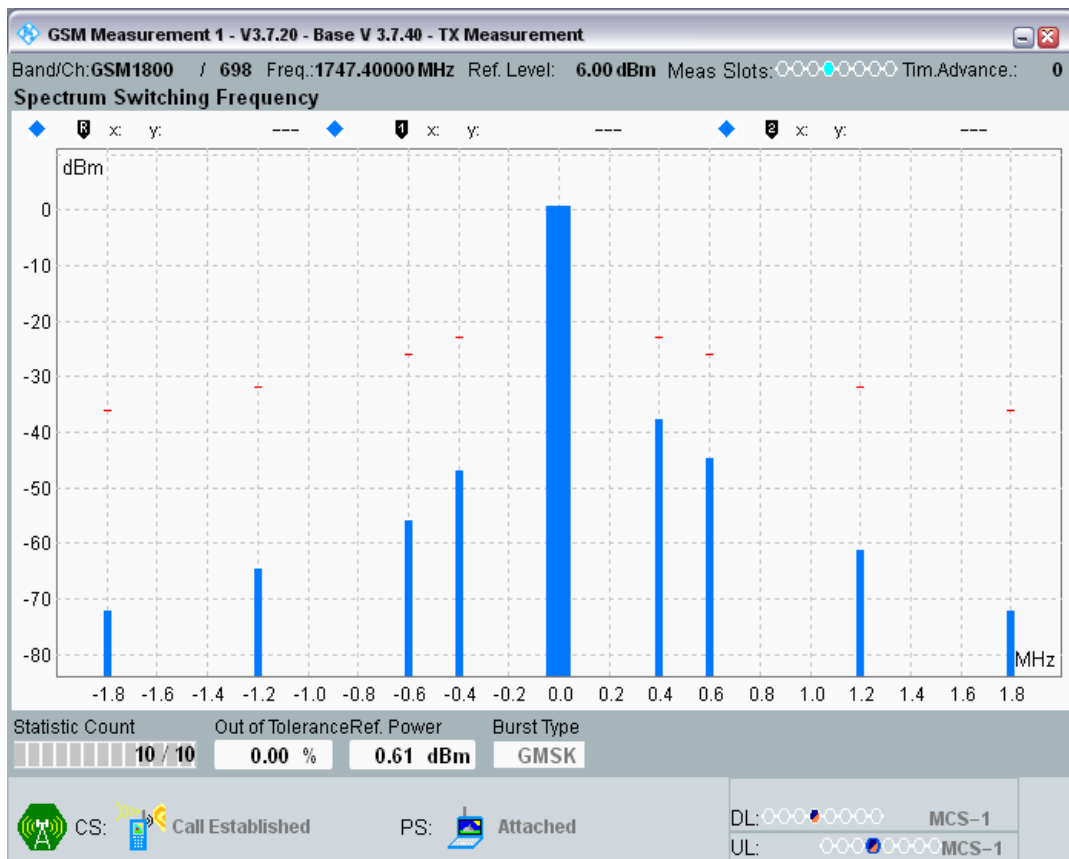 GSM Measurement 1 - V3.7.20 - Base V 3.7.40 - TX Measurement
Band/Ch.:GSM1800 / 698 Freq.:1747.40000 MHz Ref. Level: 6.00 dBm Meas Slots: Tim.Advance.: 0
Spectrum Switching Frequency
R x: y: --- 1 x: y: --- 2 x: y: ---
dBm
0
-10
-20
-30
-40
-50
-60
-70
-80
MHz
-1.8 -1.6 -1.4 -1.2 -1.0 -0.8 -0.6 -0.4 -0.2 0.0 0.2 0.4 0.6 0.8 1.0 1.2 1.4 1.6 1.8
Statistic Count Out of Tolerance Ref. Power Burst Type
10 / 10 0.00 % 0.61 dBm GMSK
CS: Call Established PS: Attached
DL: MCS-1
UL: MCS-1